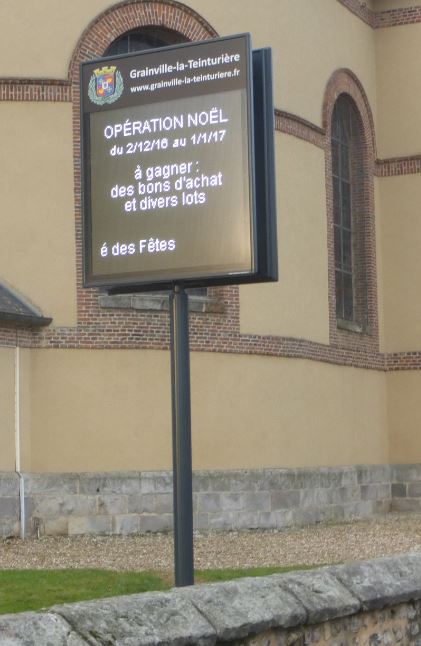 Grainville-la-Teinturière
www.grainville-la-teinturiere.fr
OPÉRATION NOËL
du 2/12/16 au 1/1/17
à gagner :
des bons d'achat
et divers lots
é des Fêtes